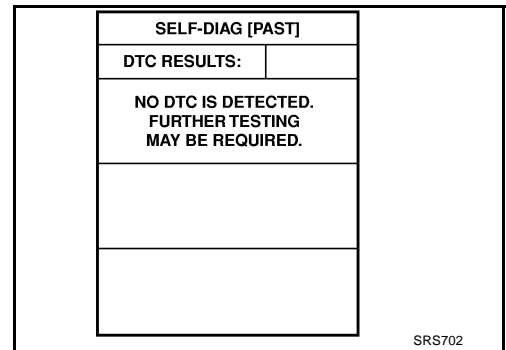 SELF-DIAG [PAST]
DTC RESULTS:
NO DTC IS DETECTED.
FURTHER TESTING
MAY BE REQUIRED.
SRS702